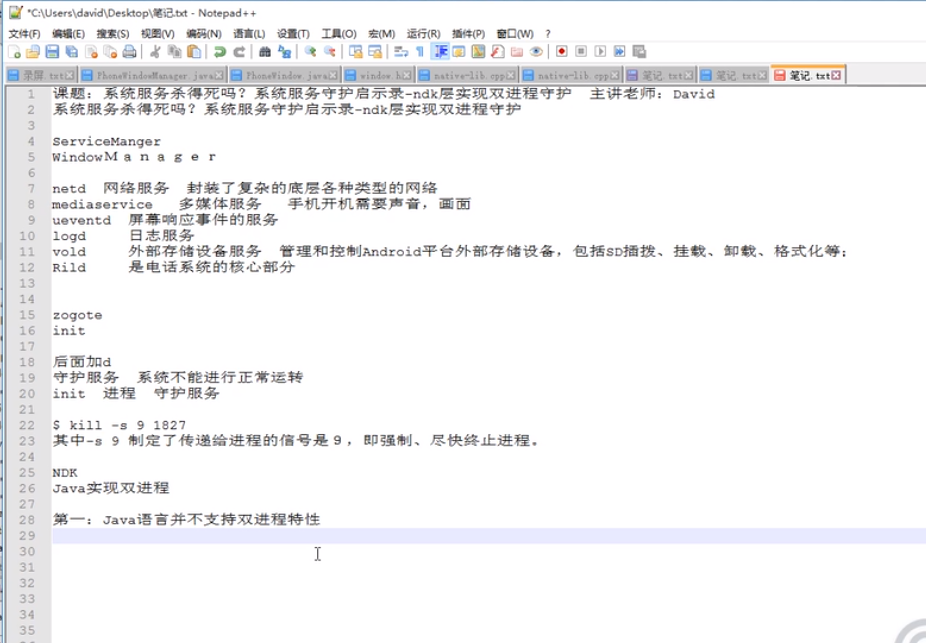 *C:\Users\david\Desktop\笔记.txt - Notepad++
文件(F) 编辑(E) 搜索(S) 视图(V) 编码(N) 语言(L) 设置(T) 工具(O) 宏(M) 运行(R) 插件(P) 窗口(W) ?
录屏.txt PhoneWindowManager.java PhoneWindow.java window.h native-lib.cpp native-lib.cpp 笔记.txt 笔记.txt 笔记.txt
1 课题：系统服务杀得死吗？系统服务守护启示录-ndk层实现双进程守护 主讲老师：David
2 系统服务杀得死吗？系统服务守护启示录-ndk层实现双进程守护
3
4 ServiceManger
5 WindowＭａｎａｇｅｒ
6
7 netd 网络服务 封装了复杂的底层各种类型的网络
8 mediaservice 多媒体服务 手机开机需要声音，画面
9 ueventd 屏幕响应事件的服务
10 logd 日志服务
11 vold 外部存储设备服务 管理和控制Android平台外部存储设备，包括SD插拨、挂载、卸载、格式化等；
12 Rild 是电话系统的核心部分
13
14
15 zogote
16 init
17
18 后面加d
19 守护服务 系统不能进行正常运转
20 init 进程 守护服务
21
22 $ kill -s 9 1827
23 其中-s 9 制定了传递给进程的信号是９，即强制、尽快终止进程。
24
25 NDK
26 Java实现双进程
27
28 第一：Java语言并不支持双进程特性
29
30
31
32
33
34
35